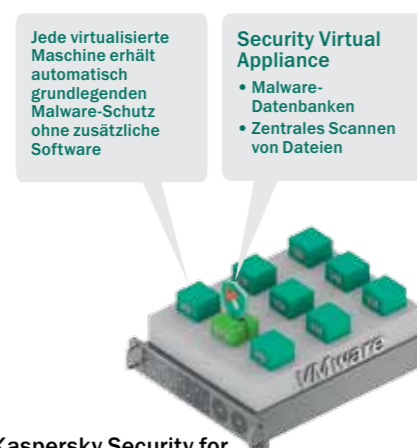 Jede virtualisierte
Maschine erhält
automatisch
grundlegenden
Malware-Schutz
ohne zusätzliche
Software
Security Virtual
Appliance
• Malware-
Datenbanken
• Zentrales Scannen
von Dateien
VMware
Kaspersky Security for